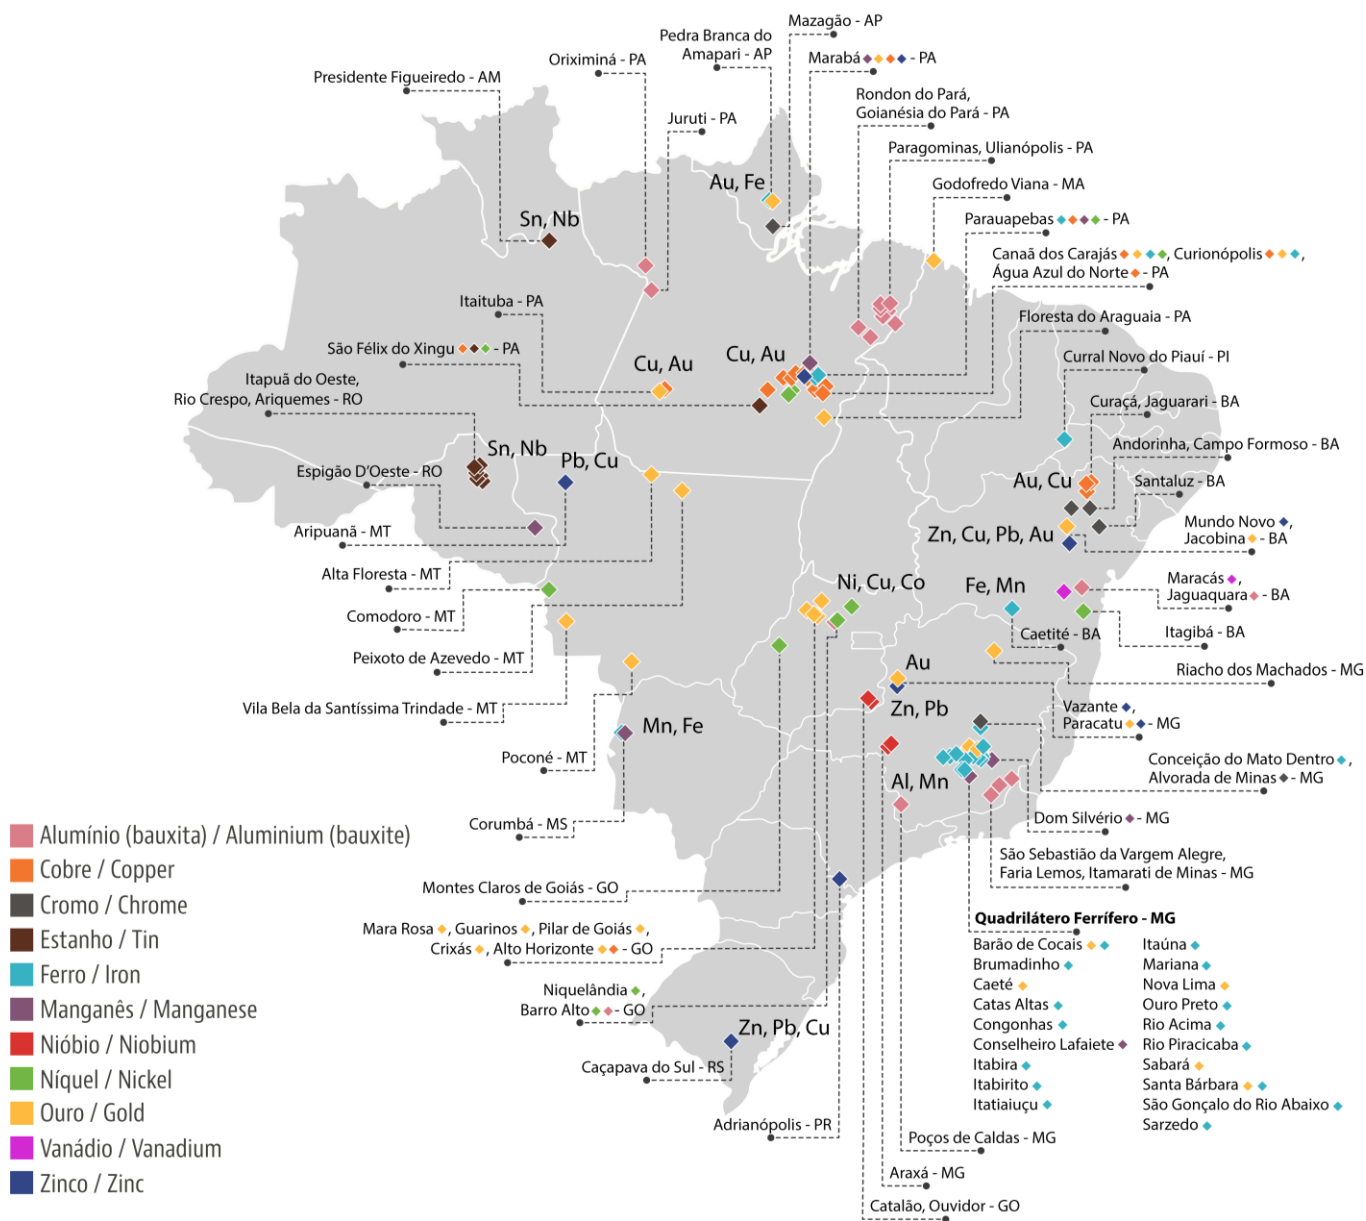 Mazagão - AP
Pedra Branca do
Amapari - AP
Oriximiná - PA
Marabá - PA
Presidente Figueiredo - AM
Rondon do Pará,
Goianésia do Pará - PA
Juruti - PA
Paragominas, Ulianópolis - PA
Au, Fe
Godofredo Viana - MA
Sn, Nb
Parauapebas - PA
Canaã dos Carajás , Curionópolis ,
Água Azul do Norte - PA
Itaituba - PA
Floresta do Araguaia - PA
São Félix do Xingu - PA
Cu, Au
Cu, Au
Curral Novo do Piauí - PI
Itapuã do Oeste,
Rio Crespo, Ariquemes - RO
Curaçá, Jaguarari - BA
Andorinha, Campo Formoso - BA
Sn, Nb
Pb, Cu
Espigão D'Oeste - RO
Au, Cu
Santaluz - BA
Aripuanã - MT
Zn, Cu, Pb, Au
Mundo Novo ,
Jacobina - BA
Alta Floresta - MT
Ni, Cu, Co
Fe, Mn
Maracás ,
Jaguaquara - BA
Comodoro - MT
Caetité - BA
Itagibá - BA
Peixoto de Azevedo - MT
Au
Riacho dos Machados - MG
Vila Bela da Santíssima Trindade - MT
Zn, Pb
Vazante ,
Paracatu - MG
Mn, Fe
Poconé - MT
Conceição do Mato Dentro ,
Alvorada de Minas - MG
Al, Mn
Corumbá - MS
Dom Silvério - MG
Alumínio (bauxita) / Aluminium (bauxite)
Cobre / Copper
Cromo / Chrome
Estanho / Tin
Ferro / Iron
Manganês / Manganese
Nióbio / Niobium
Níquel / Nickel
Ouro / Gold
Vanádio / Vanadium
Zinco / Zinc
São Sebastião da Vargem Alegre,
Faria Lemos, Itamarati de Minas - MG
Montes Claros de Goiás - GO
Mara Rosa , Guarinos , Pilar de Goiás ,
Crixás , Alto Horizonte - GO
Niquelândia ,
Barro Alto - GO
Zn, Pb, Cu
Caçapava do Sul - RS
Adrianópolis - PR
Quadrilátero Ferrífero - MG
Barão de Cocais
Brumadinho
Caeté
Catas Altas
Congonhas
Conselheiro Lafaiete
Itabira
Itabirito
Itatiaiuçu
Itaúna
Mariana
Nova Lima
Ouro Preto
Rio Acima
Rio Piracicaba
Sabará
Santa Bárbara
São Gonçalo do Rio Abaixo
Sarzedo
Poços de Caldas - MG
Araxá - MG
Catalão, Ouvidor - GO